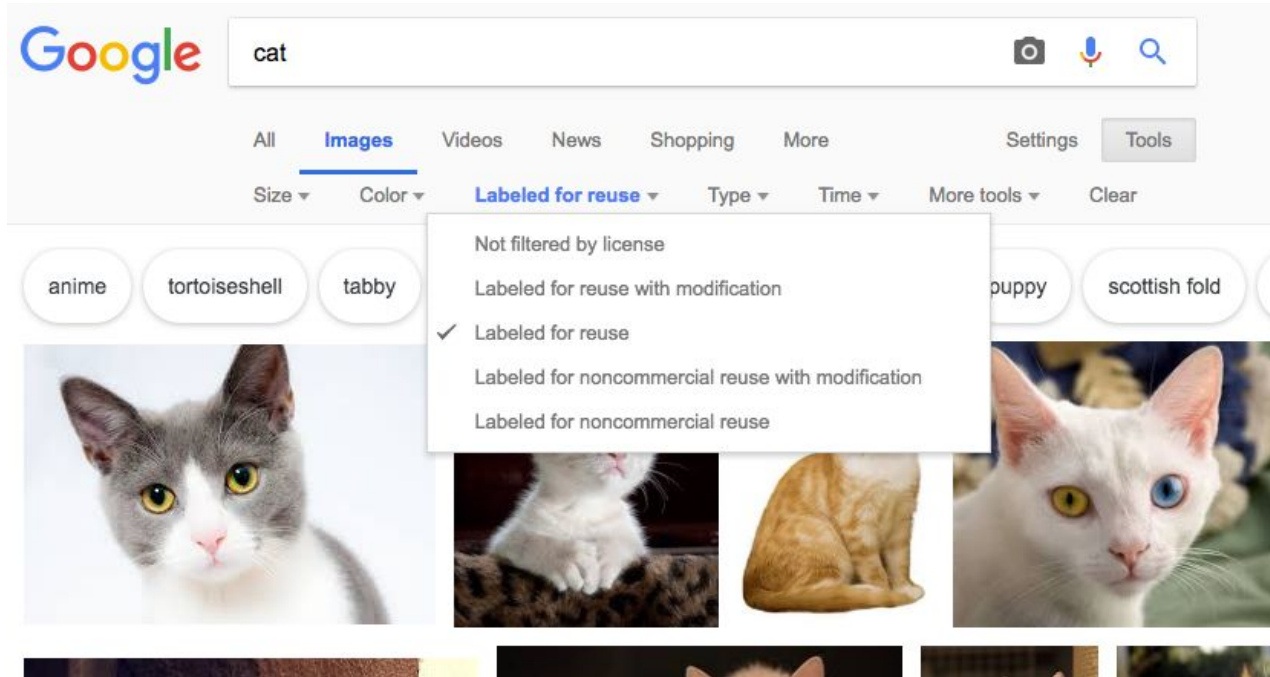 Google
cat
All Images Videos News Shopping More Settings Tools
Size Color Labeled for reuse Type Time More tools Clear
Not filtered by license
Labeled for reuse with modification
Labeled for reuse
Labeled for noncommercial reuse with modification
Labeled for noncommercial reuse
anime tortoiseshell tabby puppy scottish fold